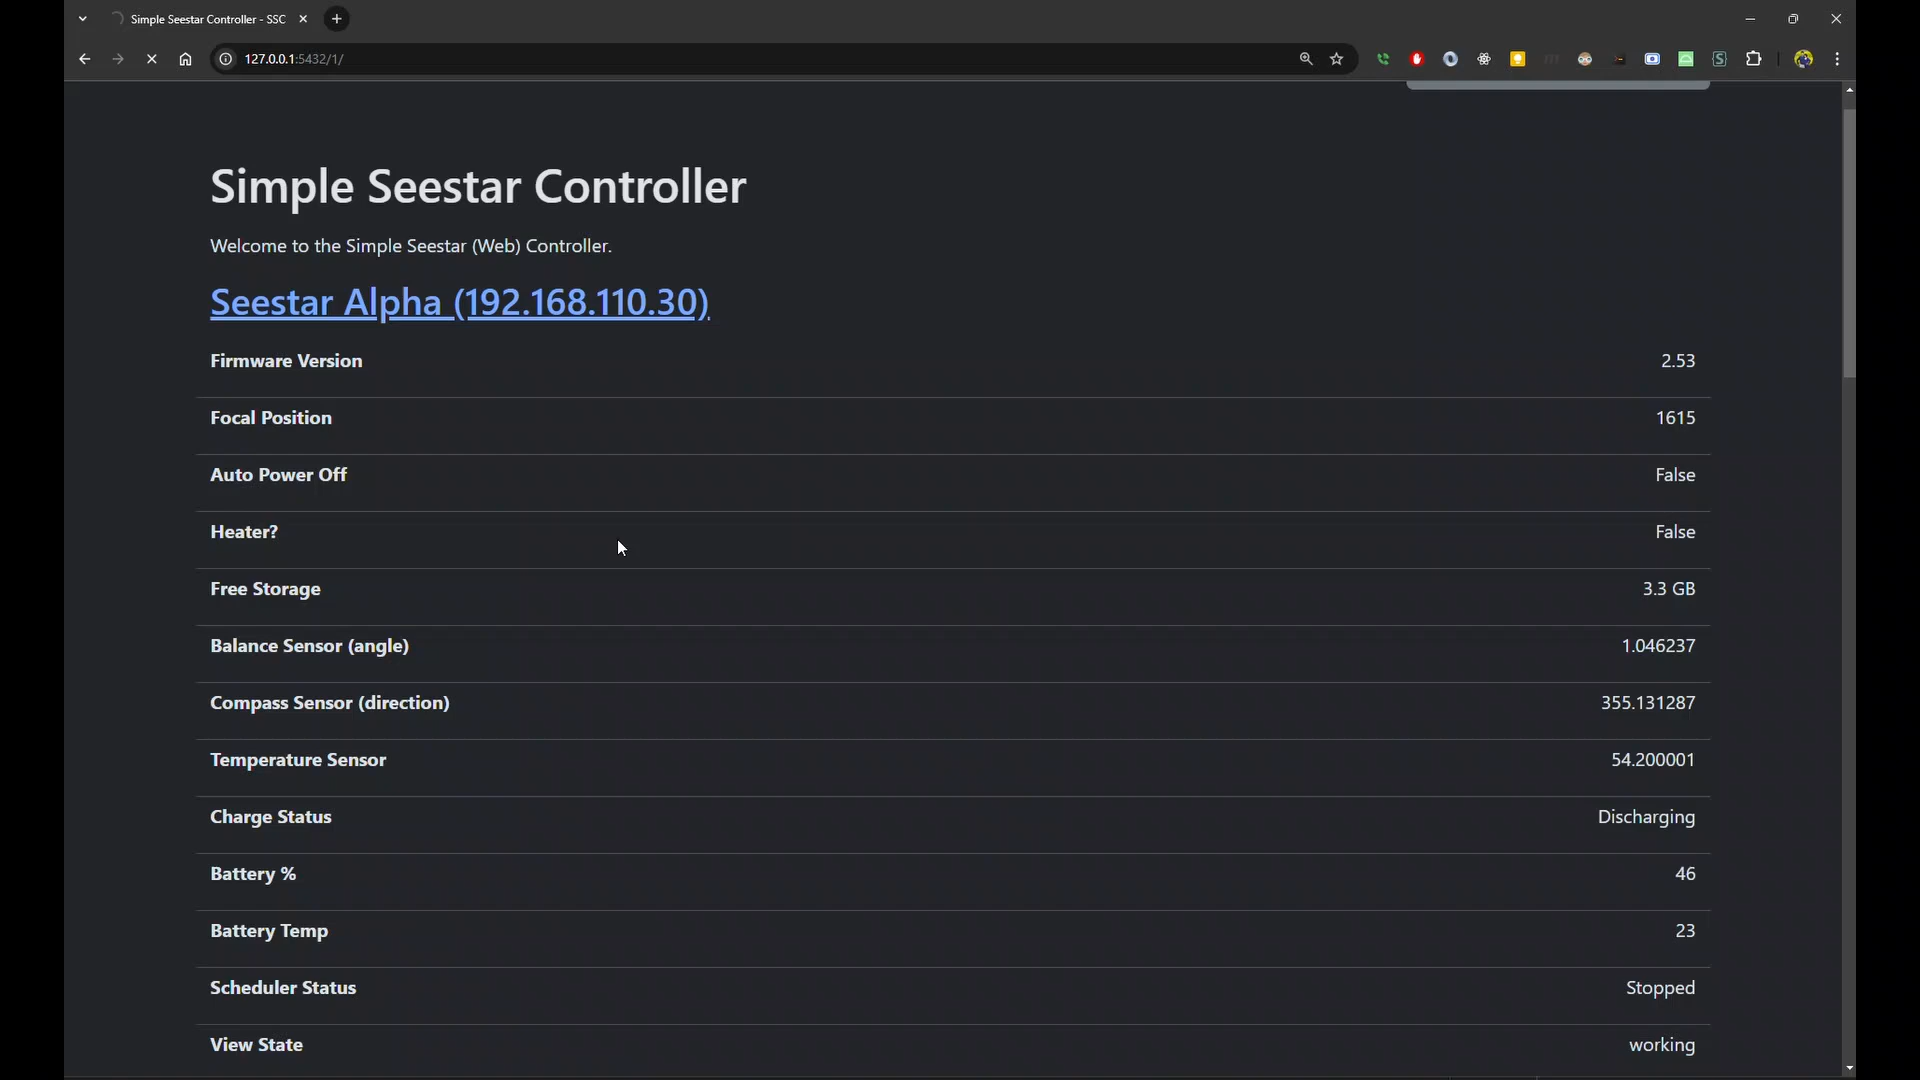 Simple Seestar Controller - SSC
127.0.0.1:5432/1/
Simple Seestar Controller
Welcome to the Simple Seestar (Web) Controller.
Seestar Alpha (192.168.110.30)
Firmware Version 2.53
Focal Position 1615
Auto Power Off False
Heater? False
Free Storage 3.3 GB
Balance Sensor (angle) 1.046237
Compass Sensor (direction) 355.131287
Temperature Sensor 54.200001
Charge Status Discharging
Battery % 46
Battery Temp 23
Scheduler Status Stopped
View State working